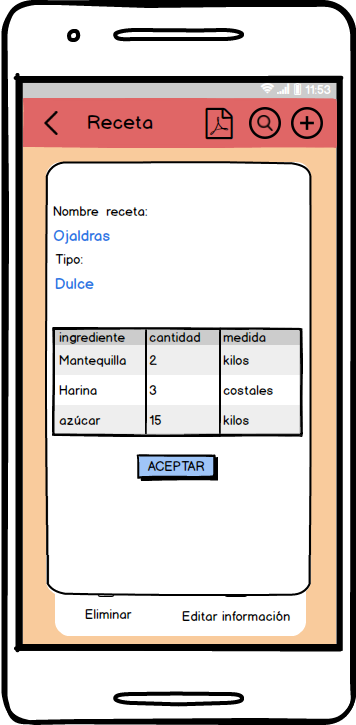 11:53
Receta
Nombre receta:
Ojaldras
Tipo:
Dulce
ingrediente cantidad medida
Mantequilla 2 kilos
Harina 3 costales
azúcar 15 kilos
ACEPTAR
Eliminar Editar información